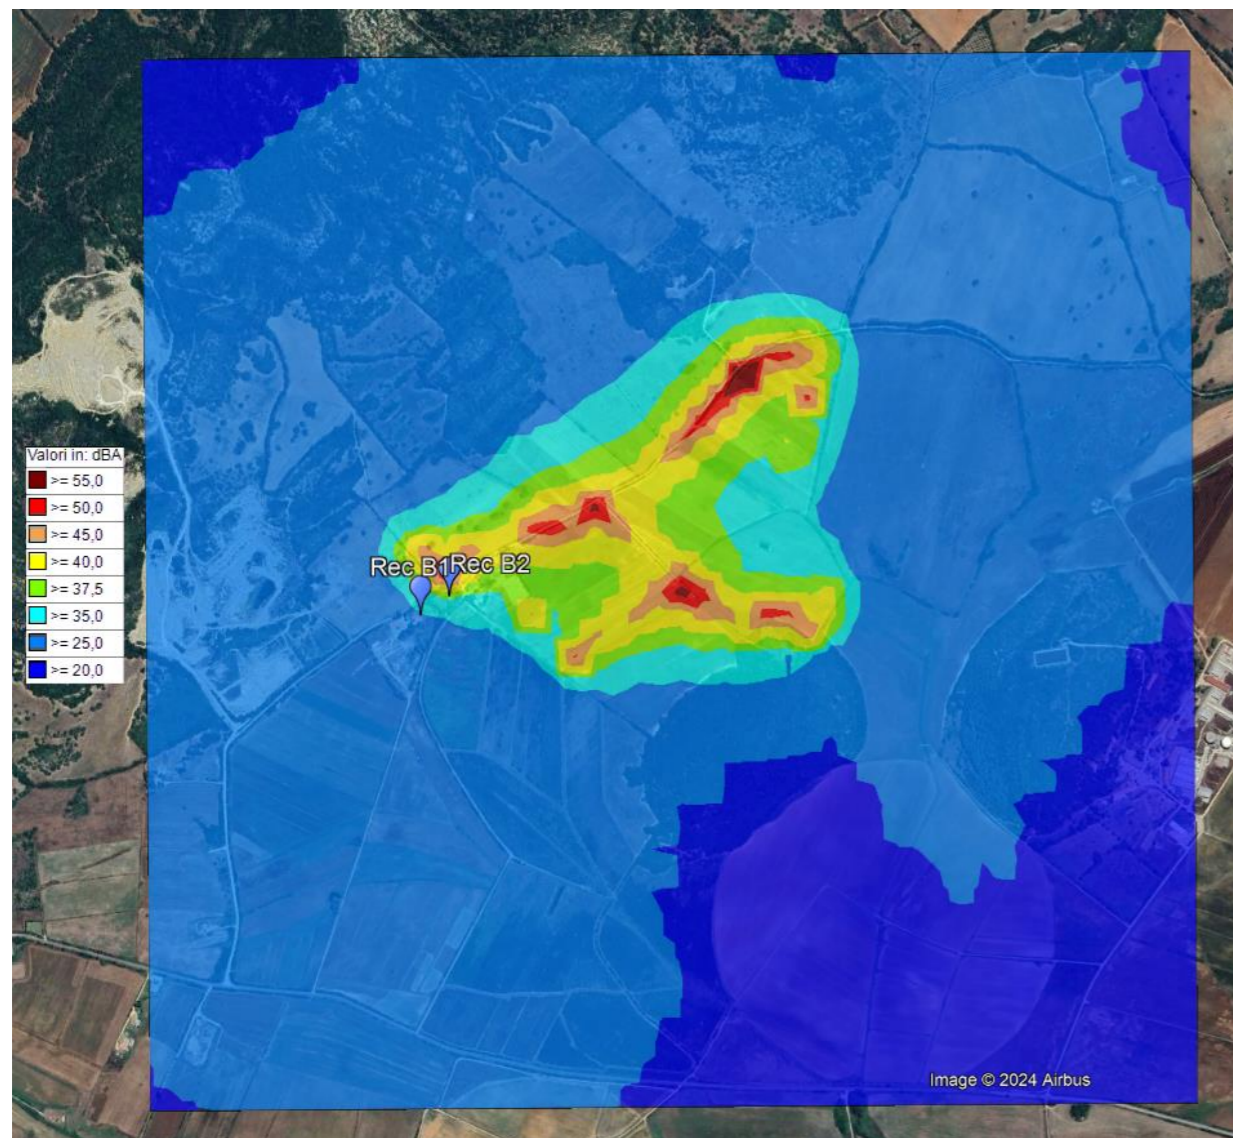 Valori in: dBA
>= 55,0
>= 50,0
>= 45,0
>= 40,0
>= 37,5
>= 35,0
>= 25,0
>= 20,0
Rec B1
Rec B2
Image © 2024 Airbus